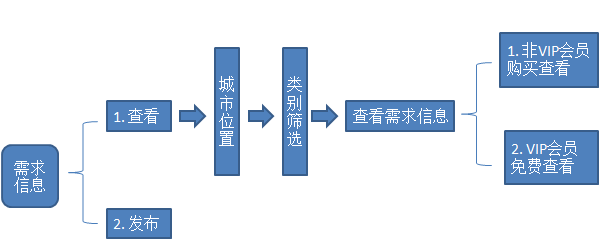 需求
信息
1. 查看
2. 发布
城市位置
类别筛选
查看需求信息
1. 非VIP会员
购买查看
2. VIP会员
免费查看